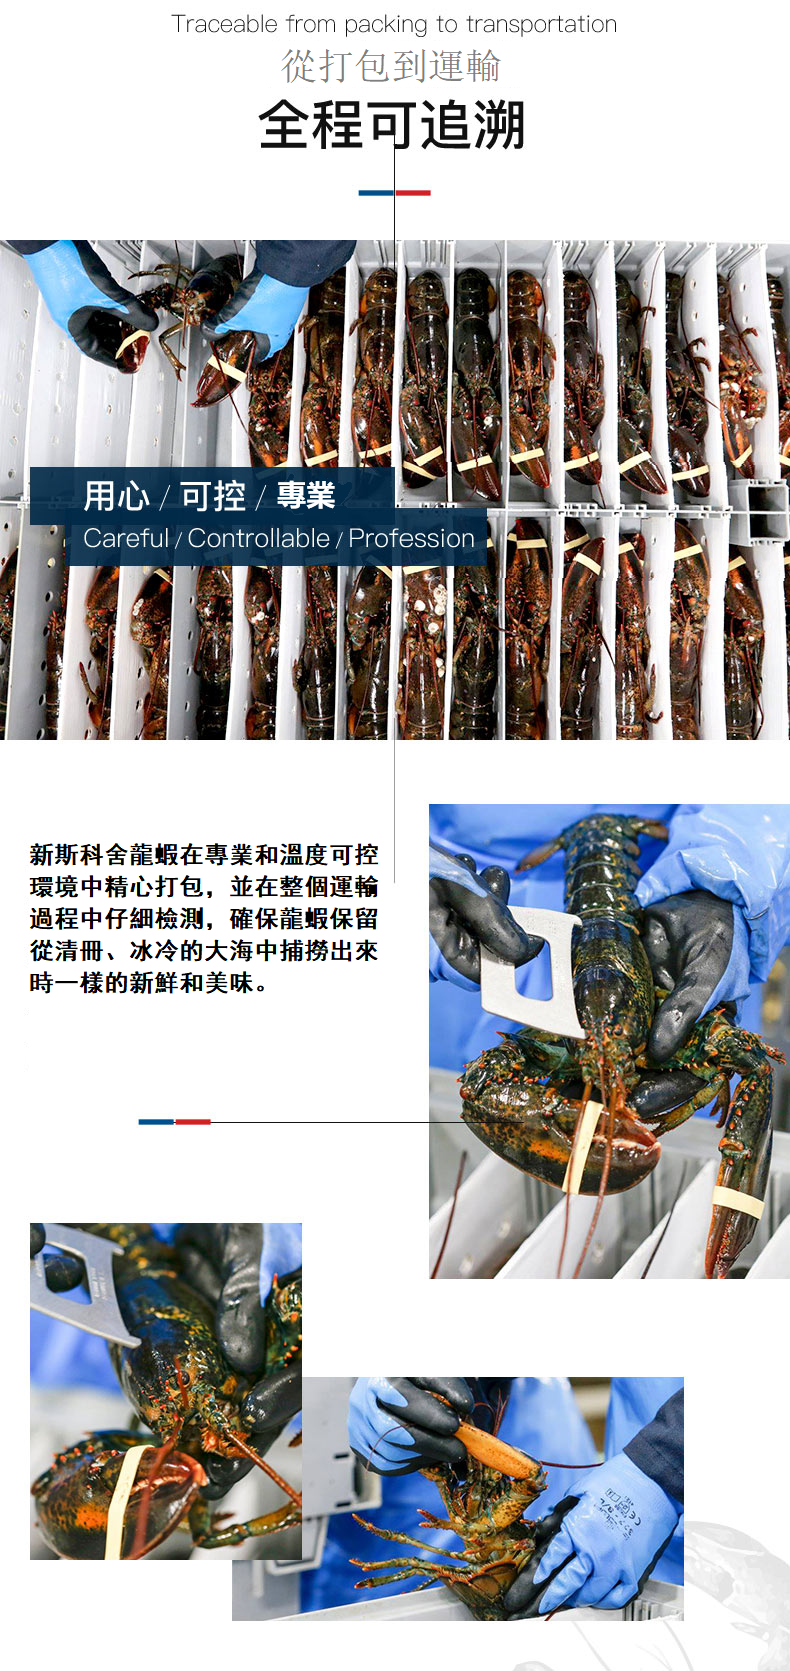 Traceable from packing to transportation
從打包到運輸
全程可追溯
用心 / 可控 / 專業
Careful / Controllable / Profession
新斯科舍龍蝦在專業和溫度可控
環境中精心打包，並在整個運輸
過程中仔細檢測，確保龍蝦保留
從清冊、冰冷的大海中捕撈出來
時一樣的新鮮和美味。